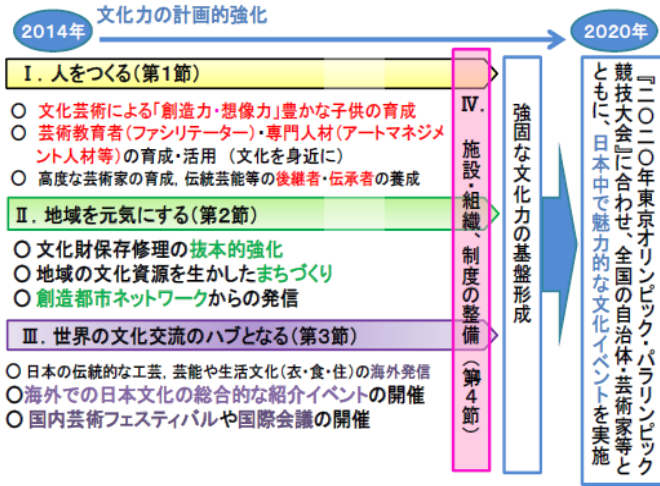 2014年
文化力の計画的強化
2020年
Ⅰ．人をつくる(第1節)
○ 文化芸術による「創造力・想像力」豊かな子供の育成
○ 芸術教育者(ファシリテーター)・専門人材(アートマネジメ
ント人材等)の育成・活用 (文化を身近に)
○ 高度な芸術家の育成, 伝統芸能等の後継者・伝承者の養成
Ⅱ．地域を元気にする(第2節)
○ 文化財保存修理の抜本的強化
○ 地域の文化資源を生かしたまちづくり
○ 創造都市ネットワークからの発信
Ⅲ．世界の文化交流のハブとなる(第3節)
○ 日本の伝統的な工芸, 芸能や生活文化(衣・食・住)の海外発信
○海外での日本文化の総合的な紹介イベントの開催
○ 国内芸術フェスティバルや国際会議の開催
Ⅳ．施設・組織、制度の整備(第4節)
強固な文化力の基盤形成
『二〇二〇年東京オリンピック・パラリンピック
競技大会』に合わせ、全国の自治体・芸術家等と
ともに、日本中で魅力的な文化イベントを実施